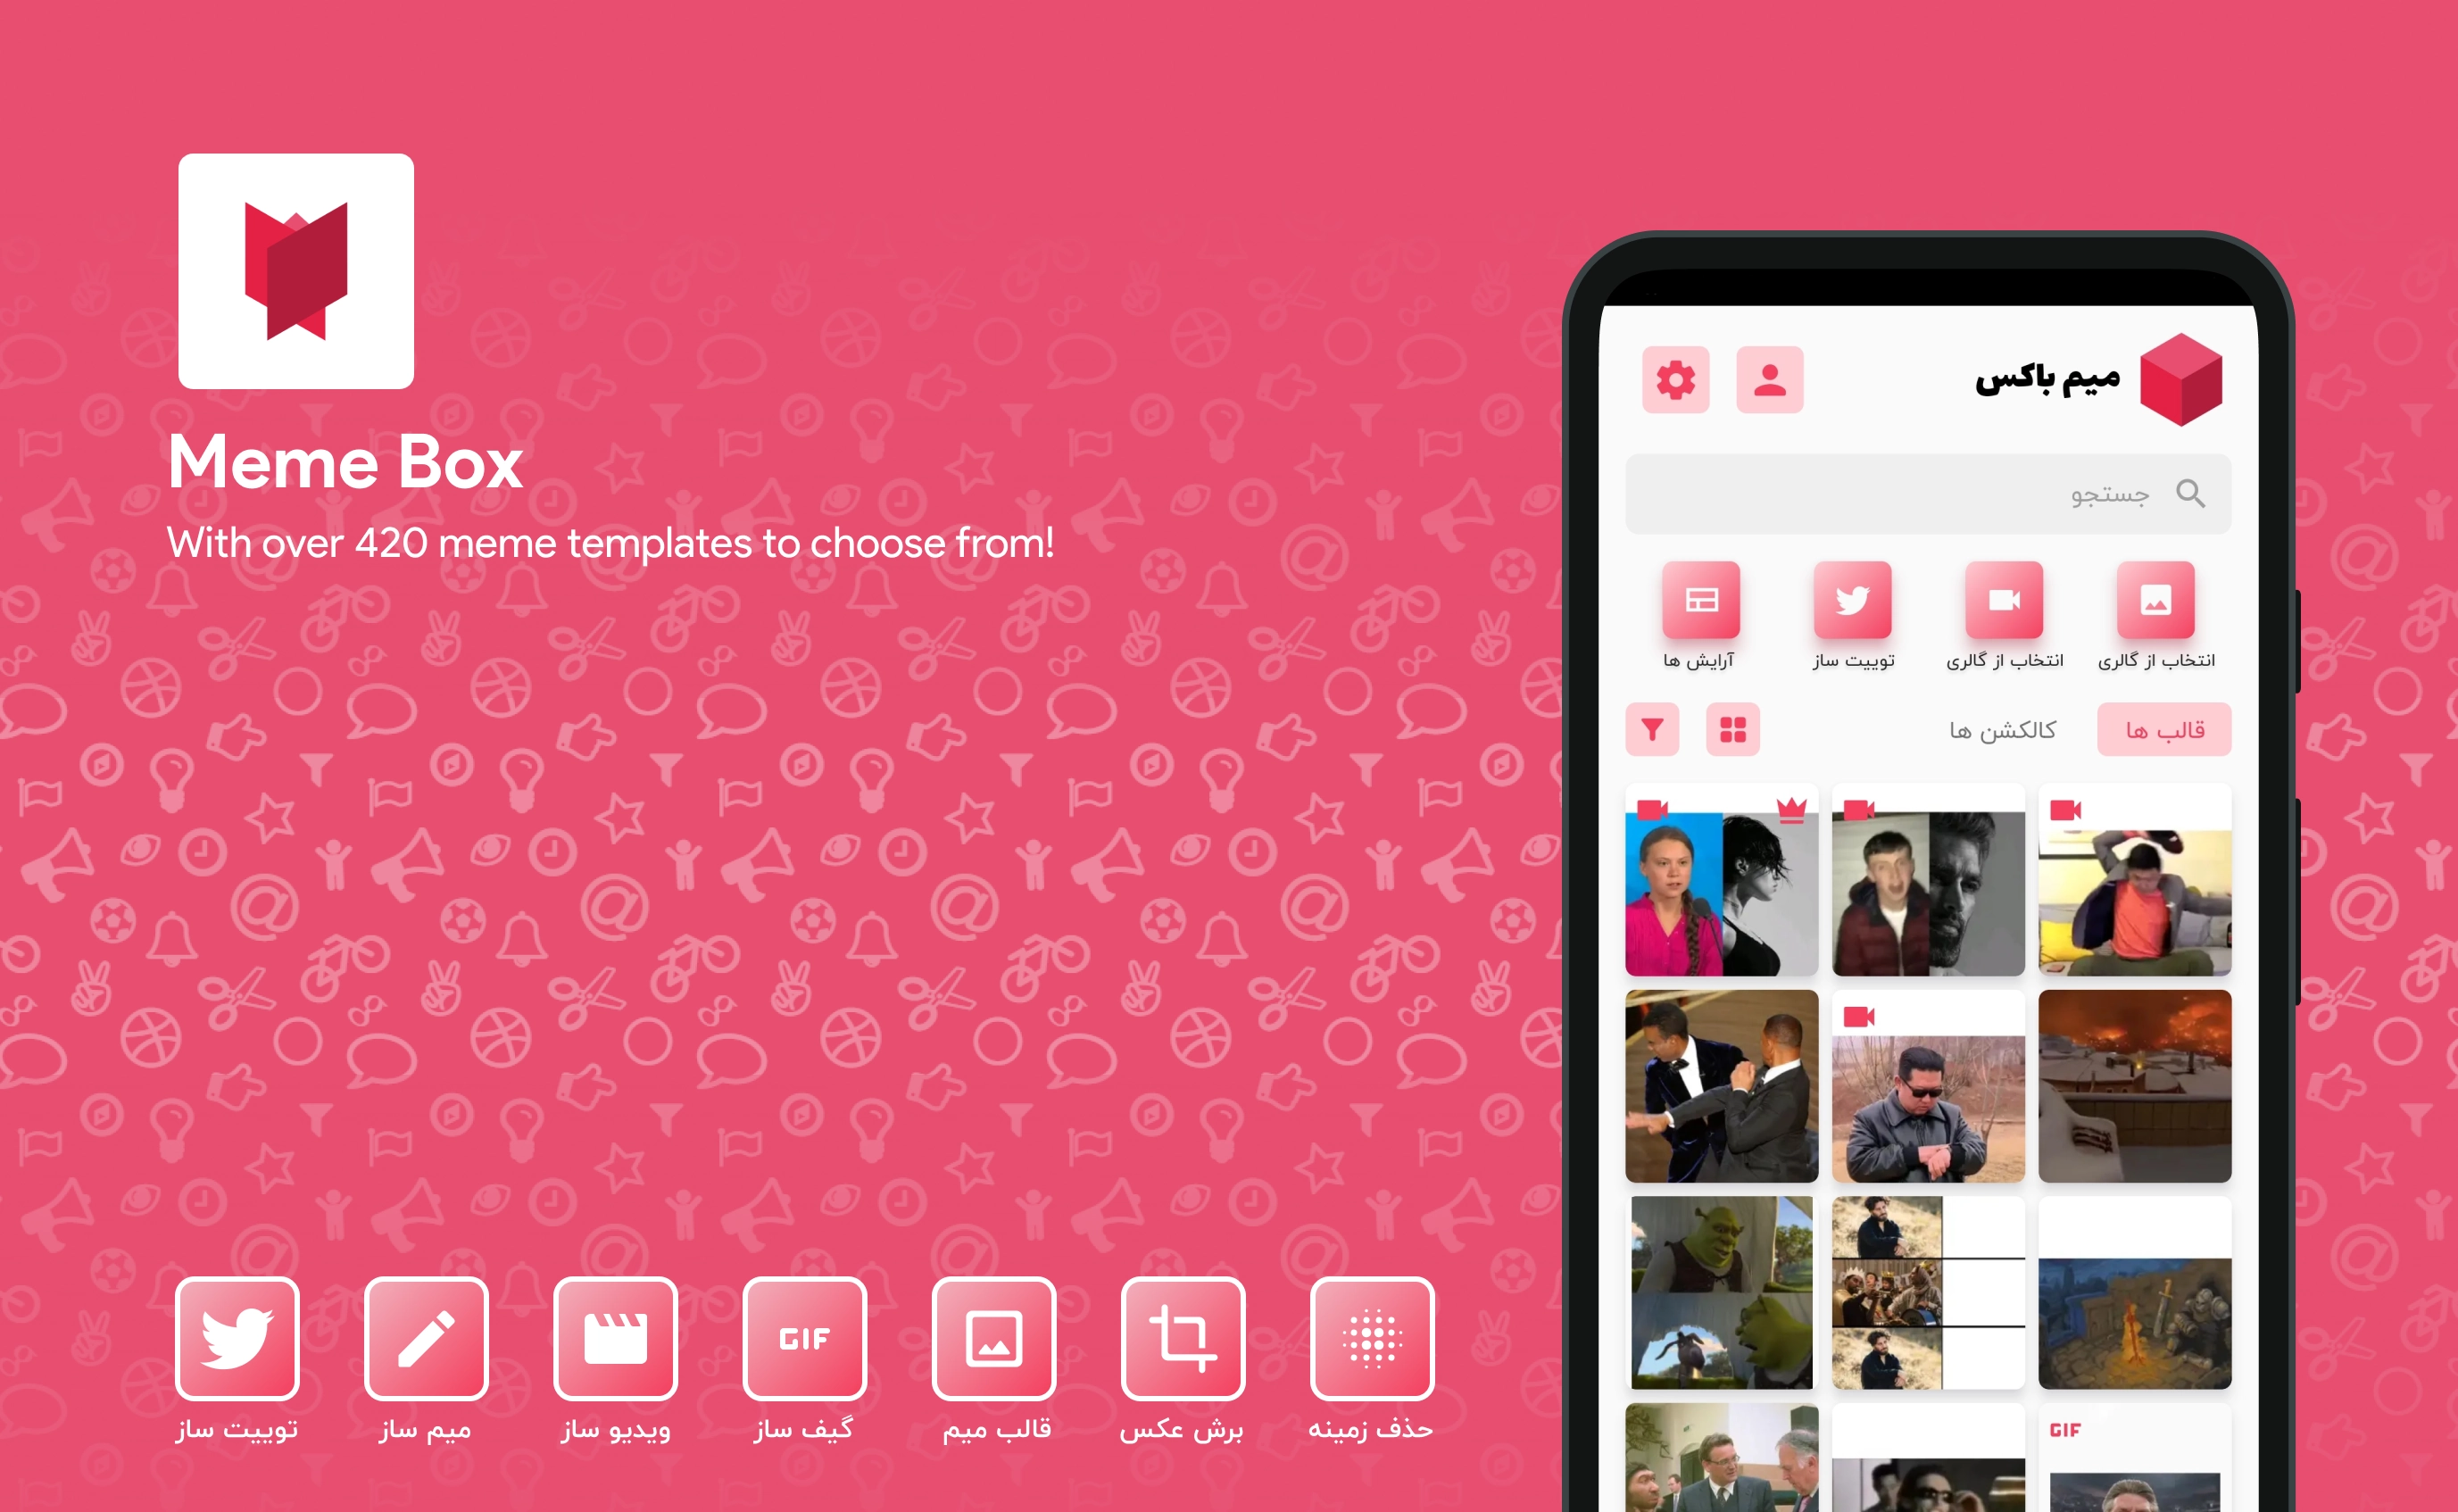 Meme Box
With over 420 meme templates to choose from!
توییت ساز
میم ساز
ویدیو ساز
گیف ساز
GIF
قالب میم
برش عکس
حذف زمینه
میم باکس
جستجو
انتخاب از گالری
انتخاب از گالری
توییت ساز
آرایش ها
قالب ها
کالکشن ها
GIF